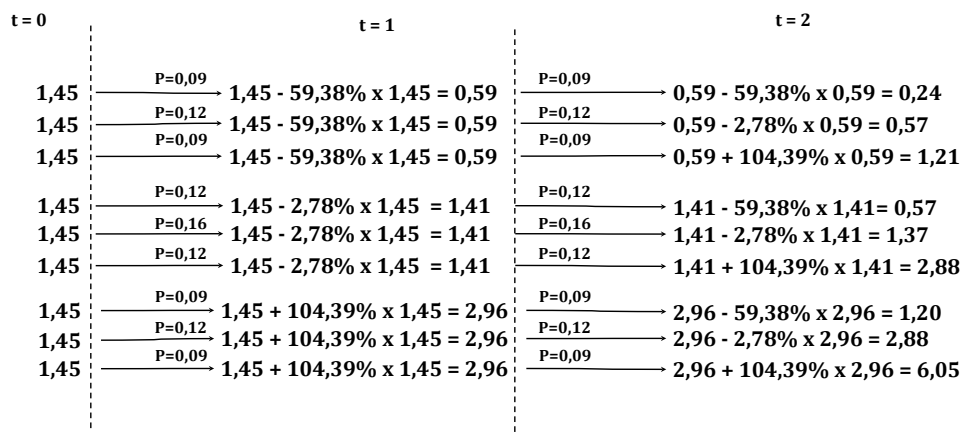 t = 0 t = 1 t = 2
1,45 P=0,09 1,45 - 59,38% x 1,45 = 0,59 P=0,09 0,59 - 59,38% x 0,59 = 0,24
1,45 P=0,12 1,45 - 59,38% x 1,45 = 0,59 P=0,12 0,59 - 2,78% x 0,59 = 0,57
1,45 P=0,09 1,45 - 59,38% x 1,45 = 0,59 P=0,09 0,59 + 104,39% x 0,59 = 1,21
1,45 P=0,12 1,45 - 2,78% x 1,45 = 1,41 P=0,12 1,41 - 59,38% x 1,41= 0,57
1,45 P=0,16 1,45 - 2,78% x 1,45 = 1,41 P=0,16 1,41 - 2,78% x 1,41 = 1,37
1,45 P=0,12 1,45 - 2,78% x 1,45 = 1,41 P=0,12 1,41 + 104,39% x 1,41 = 2,88
1,45 P=0,09 1,45 + 104,39% x 1,45 = 2,96 P=0,09 2,96 - 59,38% x 2,96 = 1,20
1,45 P=0,12 1,45 + 104,39% x 1,45 = 2,96 P=0,12 2,96 - 2,78% x 2,96 = 2,88
1,45 P=0,09 1,45 + 104,39% x 1,45 = 2,96 P=0,09 2,96 + 104,39% x 2,96 = 6,05